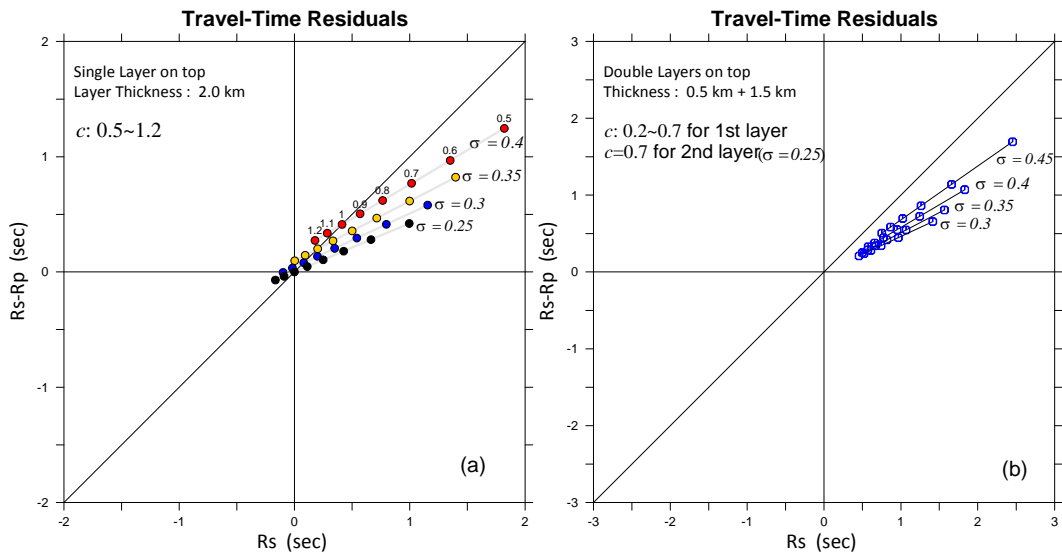 Travel-Time Residuals
2
1
0
-1
-2
-2
-1
0
1
2
Rs-Rp (sec)
Rs (sec)
Single Layer on top
Layer Thickness : 2.0 km
c: 0.5~1.2
0.5
0.6
0.7
0.8
0.9
1
1.1
1.2
σ = 0.4
σ = 0.35
σ = 0.3
σ = 0.25
(a)
Travel-Time Residuals
3
2
1
0
-1
-2
-3
-3
-2
-1
0
1
2
3
Rs-Rp (sec)
Rs (sec)
Double Layers on top
Thickness : 0.5 km + 1.5 km
c: 0.2~0.7 for 1st layer
c=0.7 for 2nd layer(σ = 0.25)
σ = 0.45
σ = 0.4
σ = 0.35
σ = 0.3
(b)